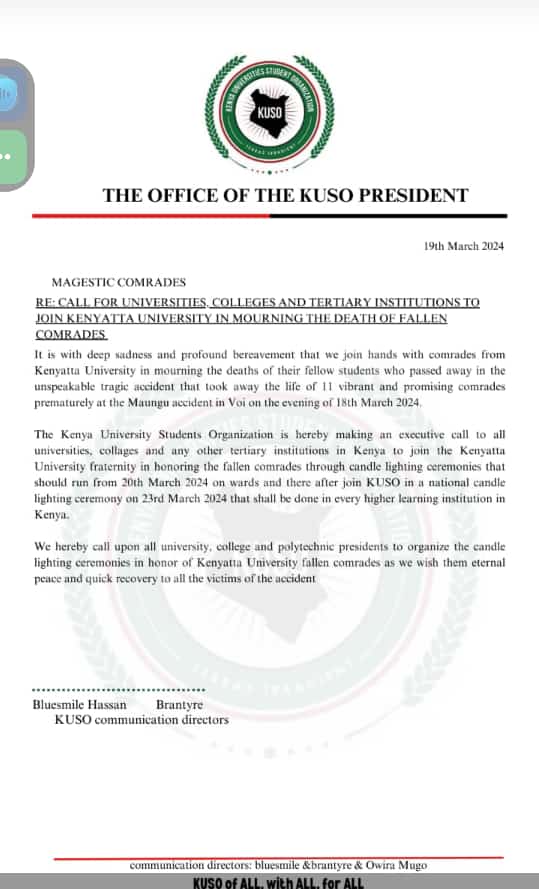 KENYA UNIVERSITIES STUDENT ORGANIZATION
KUSO
THE OFFICE OF THE KUSO PRESIDENT
19th March 2024
MAGESTIC COMRADES
RE: CALL FOR UNIVERSITIES, COLLEGES AND TERTIARY INSTITUTIONS TO
JOIN KENYATTA UNIVERSITY IN MOURNING THE DEATH OF FALLEN
COMRADES
It is with deep sadness and profound bereavement that we join hands with comrades from
Kenyatta University in mourning the deaths of their fellow students who passed away in the
unspeakable tragic accident that took away the life of 11 vibrant and promising comrades
prematurely at the Maungu accident in Voi on the evening of 18th March 2024.
The Kenya University Students Organization is hereby making an executive call to all
universities, collages and any other tertiary institutions in Kenya to join the Kenyatta
University fraternity in honoring the fallen comrades through candle lighting ceremonies that
should run from 20th March 2024 on wards and there after join KUSO in a national candle
lighting ceremony on 23rd March 2024 that shall be done in every higher learning institution in
Kenya.
We hereby call upon all university, college and polytechnic presidents to organize the candle
lighting ceremonies in honor of Kenyatta University fallen comrades as we wish them eternal
peace and quick recovery to all the victims of the accident
Bluesmile Hassan Brantyre
KUSO communication directors
communication directors: bluesmile &brantyre & Owira Mugo
KUSO of ALL, with ALL, for ALL